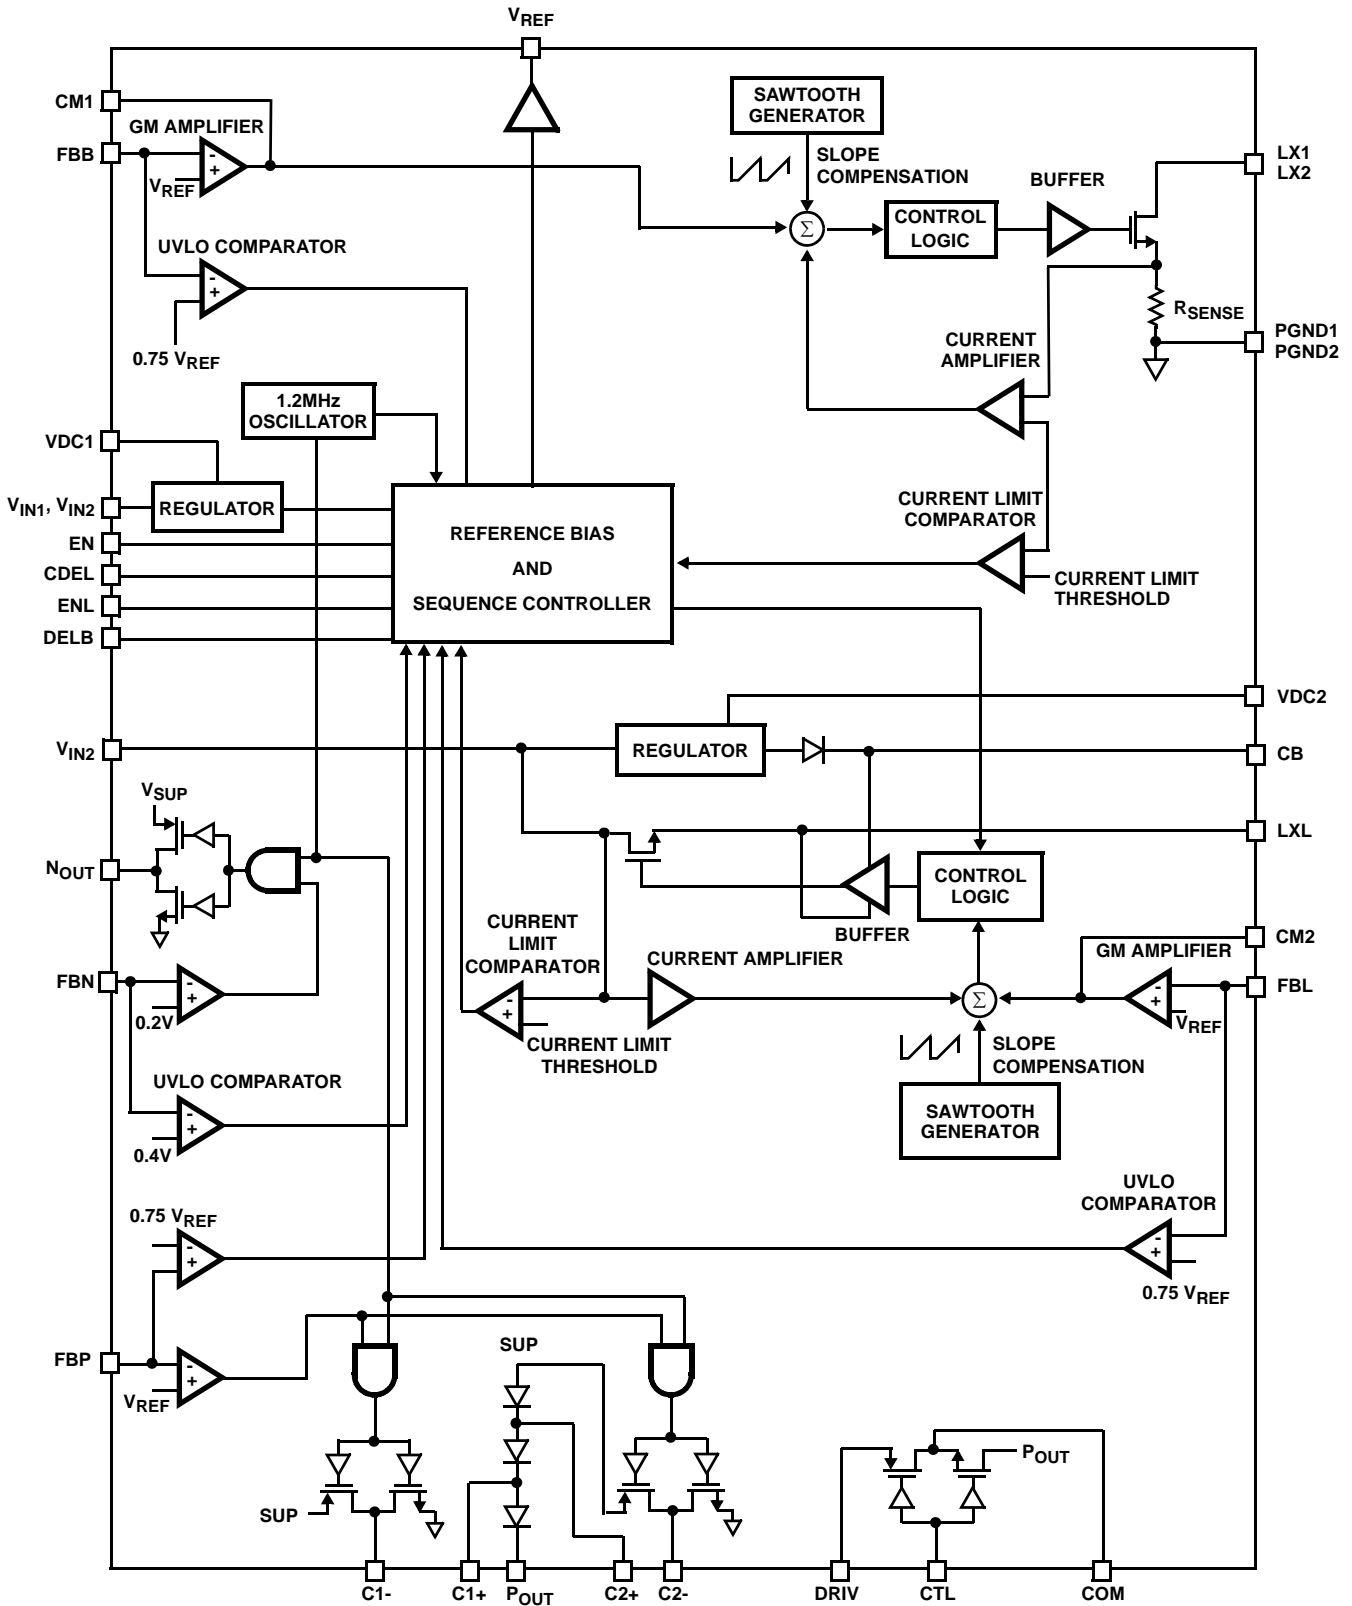 VREF
CM1
GM AMPLIFIER
FBB
-
+
VREF
SAWTOOTH
GENERATOR
SLOPE
COMPENSATION
BUFFER
LX1
LX2
Σ
CONTROL
LOGIC
UVLO COMPARATOR
-
+
0.75 VREF
RSENSE
PGND1
PGND2
CURRENT
AMPLIFIER
1.2MHz
OSCILLATOR
VDC1
VIN1, VIN2
REGULATOR
EN
CDEL
ENL
DELB
REFERENCE BIAS
AND
SEQUENCE CONTROLLER
CURRENT LIMIT
COMPARATOR
CURRENT LIMIT
THRESHOLD
VDC2
VIN2
REGULATOR
CB
VSUP
LXL
NOUT
CONTROL
LOGIC
BUFFER
CURRENT
LIMIT
COMPARATOR
-
+
CURRENT LIMIT
THRESHOLD
CURRENT AMPLIFIER
CM2
GM AMPLIFIER
FBL
-
+
VREF
Σ
FBN
-
+
0.2V
SLOPE
COMPENSATION
SAWTOOTH
GENERATOR
UVLO COMPARATOR
-
+
0.4V
UVLO
COMPARATOR
-
+
0.75 VREF
0.75 VREF
-
+
FBP
-
+
VREF
SUP
SUP
POUT
C1-
C1+
POUT
C2+
C2-
DRIV
CTL
COM